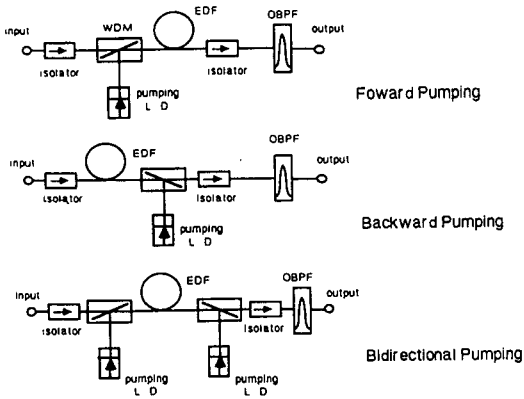 OBPF
EDF
input
WDM
output
isolator
isolator
pumping
L D
Foward Pumping
OBPF
input
EDF
output
isolator
isolator
pumping
L D
Backward Pumping
OBPF
EDF
input
output
isolator
isolator
pumping
L D
pumping
L D
Bidirectional Pumping